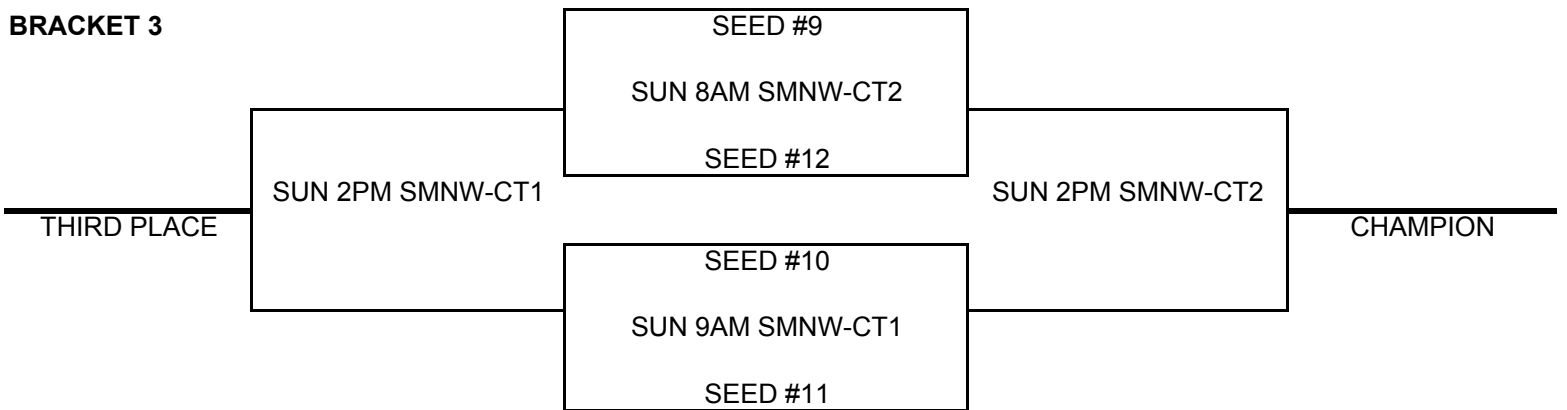 BRACKET 3
SEED #9
SUN 8AM SMNW-CT2
SEED #12
SUN 2PM SMNW-CT1
SUN 2PM SMNW-CT2
THIRD PLACE
CHAMPION
SEED #10
SUN 9AM SMNW-CT1
SEED #11